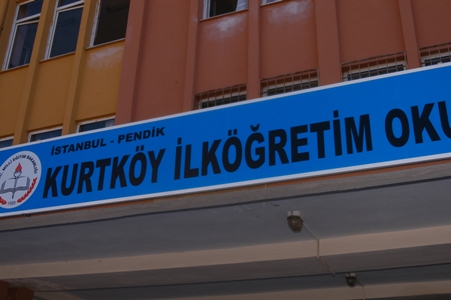 İSTANBUL - PENDİK
KURTKÖY İLKÖĞRETİM OKU